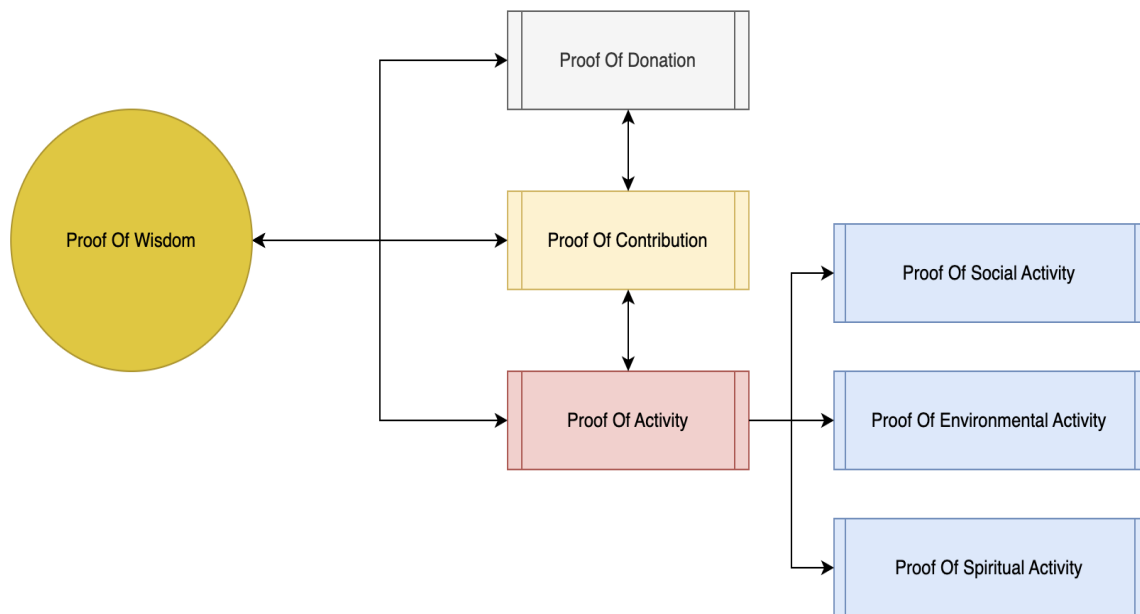 Proof Of Donation
Proof Of Wisdom
Proof Of Contribution
Proof Of Social Activity
Proof Of Activity
Proof Of Environmental Activity
Proof Of Spiritual Activity